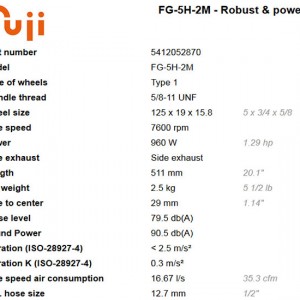 Fuji FG-5H-2M - Robust & powe
t number 5412052870
del FG-5H-2M
e of wheels Type 1
ndle thread 5/8-11 UNF
eel size 125 x 19 x 15.8 5 x 3/4 x 5/8
e speed 7600 rpm
wer 960 W 1.29 hp
e exhaust Side exhaust
gth 511 mm 20.1"
weight 2.5 kg 5 1/2 lb
e to center 29 mm 1.14"
se level 79.5 db(A)
und Power 90.5 db(A)
ration (ISO-28927-4) < 2.5 m/s²
ration K (ISO-28927-4) 0.3 m/s²
e speed air consumption 16.67 l/s 35.3 cfm
. hose size 12.7 mm 1/2"